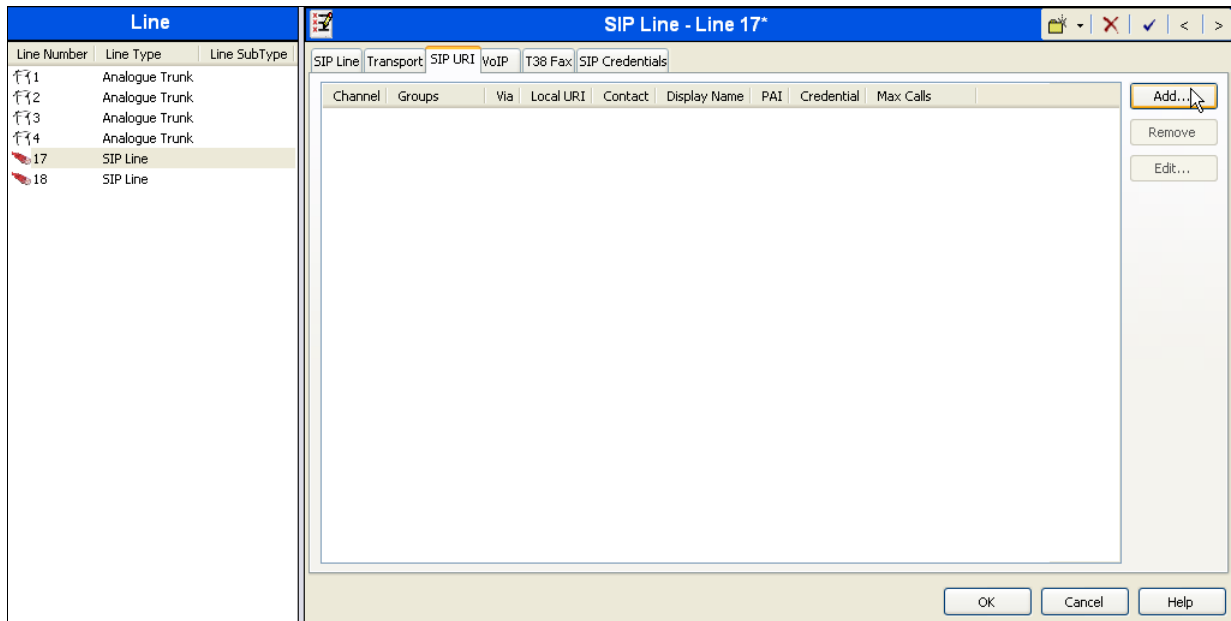 Line
Line Number Line Type Line SubType
1 Analogue Trunk
2 Analogue Trunk
3 Analogue Trunk
4 Analogue Trunk
17 SIP Line
18 SIP Line
SIP Line - Line 17*
SIP Line Transport SIP URI VoIP T38 Fax SIP Credentials
Channel Groups Via Local URI Contact Display Name PAI Credential Max Calls
Add...
Remove
Edit...
OK Cancel Help